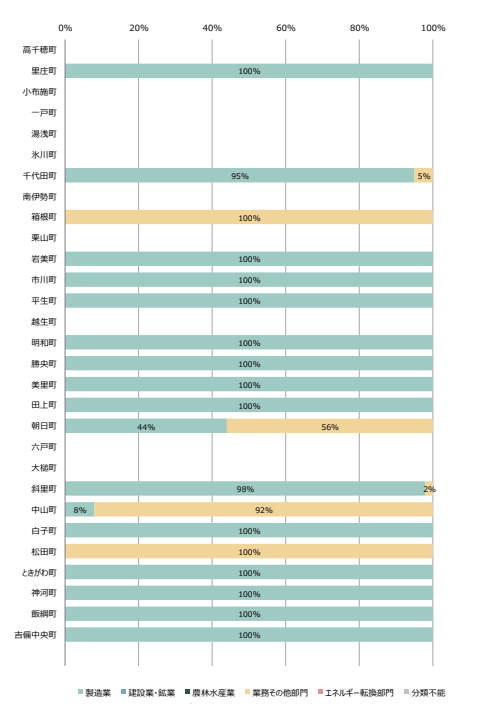 0% 20% 40% 60% 80% 100%
高千穂町
里庄町 100%
小布施町
一戸町
湯浅町
氷川町
千代田町 95% 5%
南伊勢町
箱根町 100%
栗山町
岩美町 100%
市川町 100%
平生町 100%
越生町
明和町 100%
勝央町 100%
美里町 100%
田上町 100%
朝日町 44% 56%
六戸町
大槌町
斜里町 98% 2%
中山町 8% 92%
白子町 100%
松田町 100%
ときがわ町 100%
神河町 100%
飯綱町 100%
吉備中央町 100%
製造業 建設業・鉱業 農林水産業 業務その他部門 エネルギー転換部門 分類不能